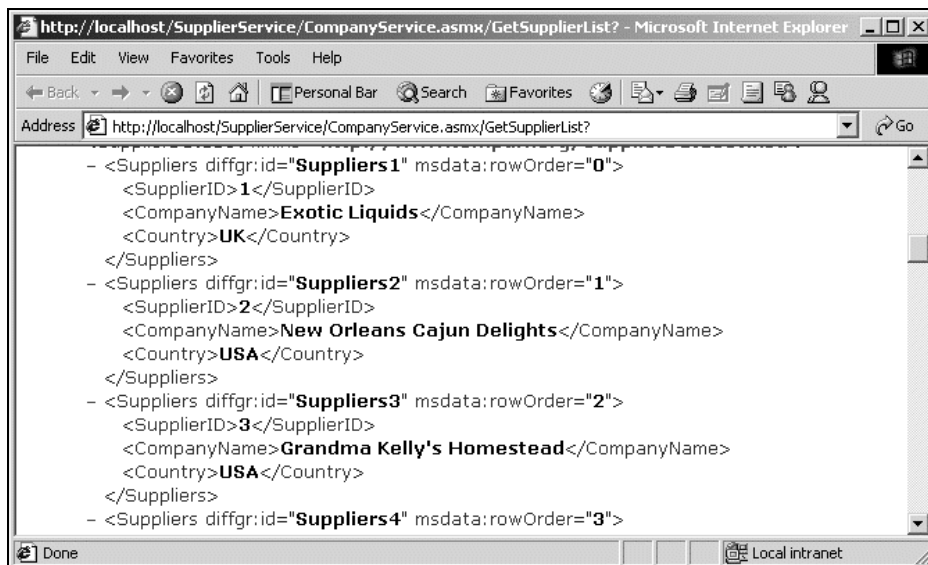 http://localhost/SupplierService/CompanyService.asmx/GetSupplierList? - Microsoft Internet Explorer
File Edit View Favorites Tools Help
Back Personal Bar Search Favorites
Address http://localhost/SupplierService/CompanyService.asmx/GetSupplierList? Go
- <Suppliers diffgr:id="Suppliers1" msdata:rowOrder="0">
<SupplierID>1</SupplierID>
<CompanyName>Exotic Liquids</CompanyName>
<Country>UK</Country>
</Suppliers>
- <Suppliers diffgr:id="Suppliers2" msdata:rowOrder="1">
<SupplierID>2</SupplierID>
<CompanyName>New Orleans Cajun Delights</CompanyName>
<Country>USA</Country>
</Suppliers>
- <Suppliers diffgr:id="Suppliers3" msdata:rowOrder="2">
<SupplierID>3</SupplierID>
<CompanyName>Grandma Kelly's Homestead</CompanyName>
<Country>USA</Country>
</Suppliers>
- <Suppliers diffgr:id="Suppliers4" msdata:rowOrder="3">
Done Local intranet